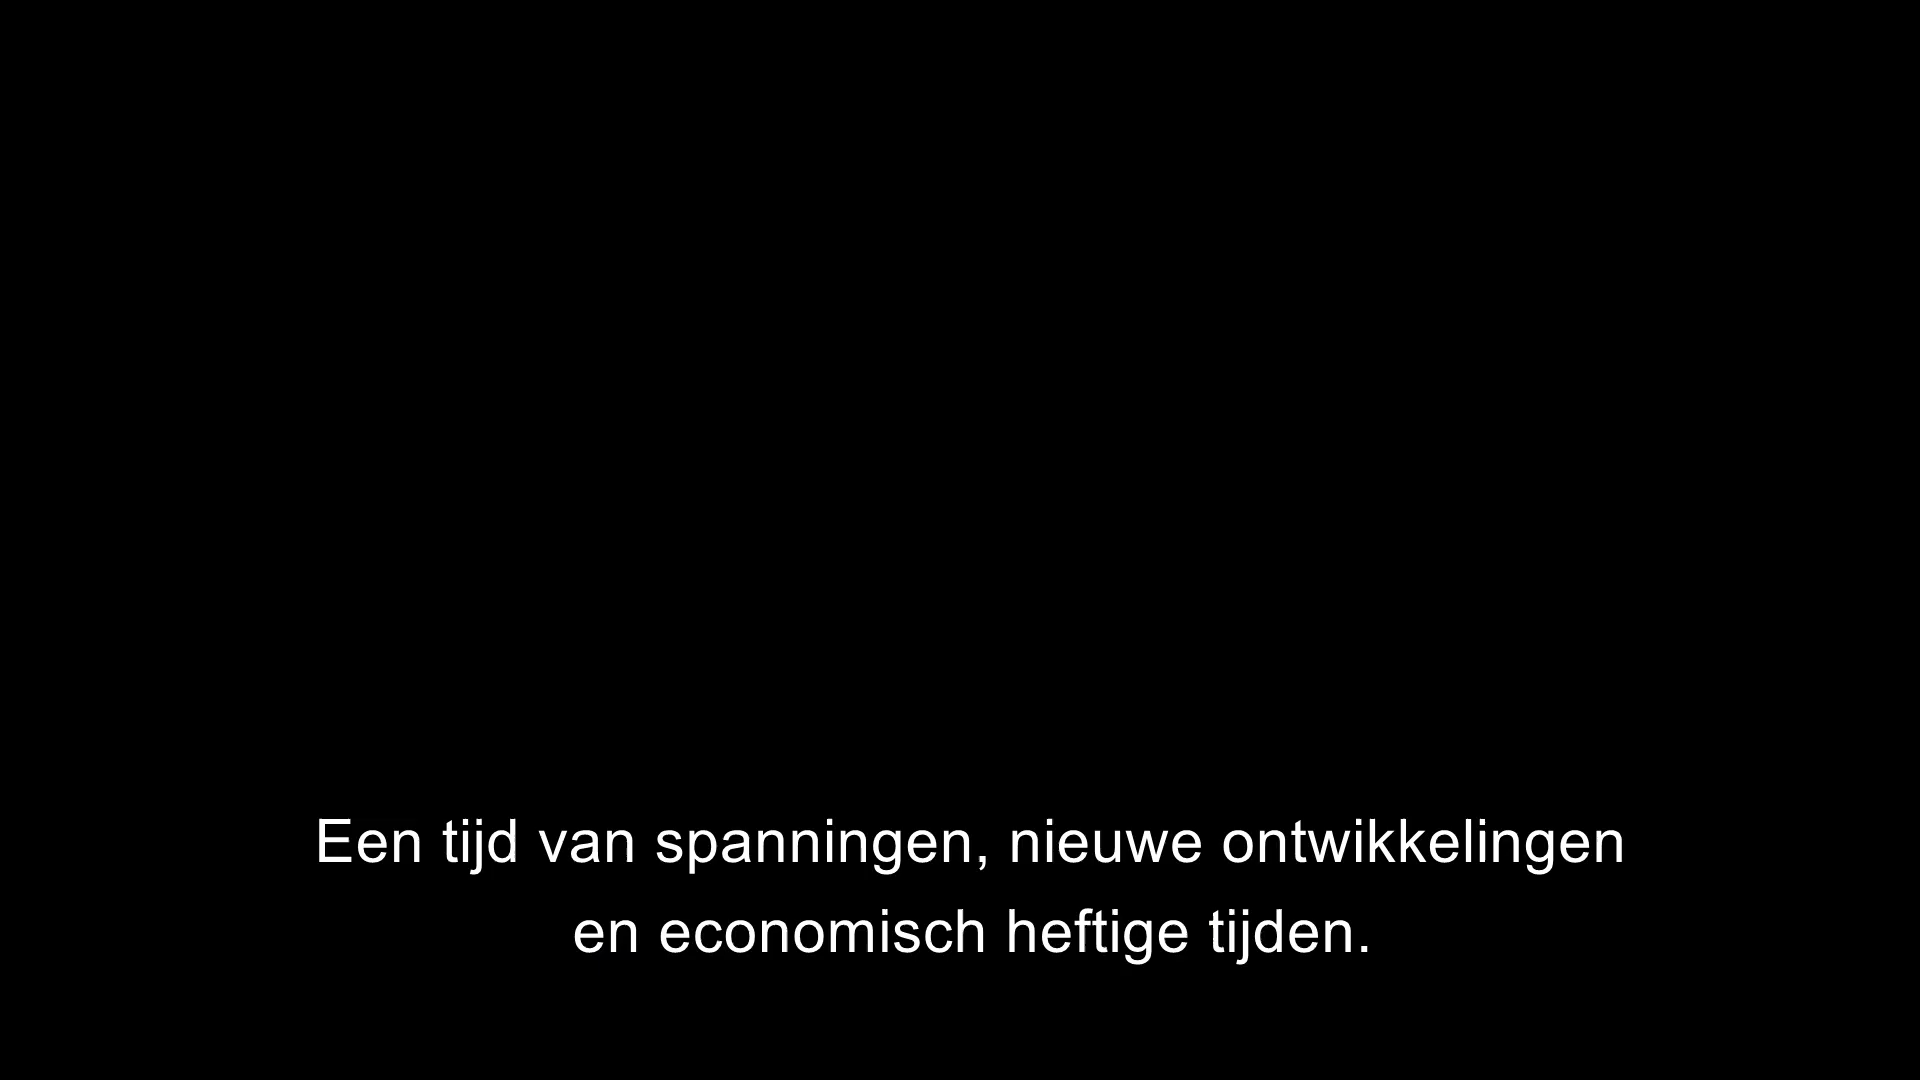 Een tijd van spanningen, nieuwe ontwikkelingen
en economisch heftige tijden.